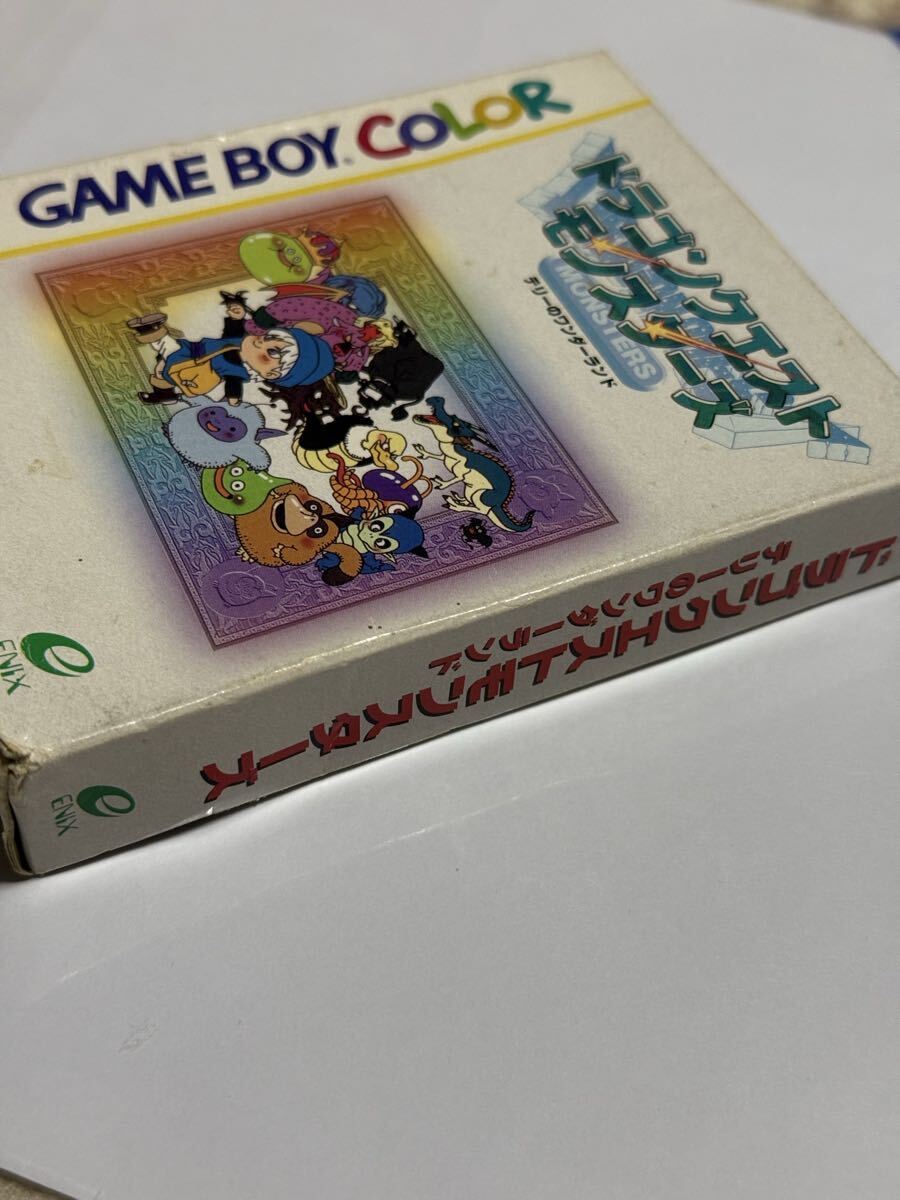 GAME BOY COLOR
ドラゴンクエスト
モンスターズ
MONSTERS
テリーのワンダーランド
ENIX
ドラゴンクエストモンスターズ
テリーのワンダーランド
ENIX